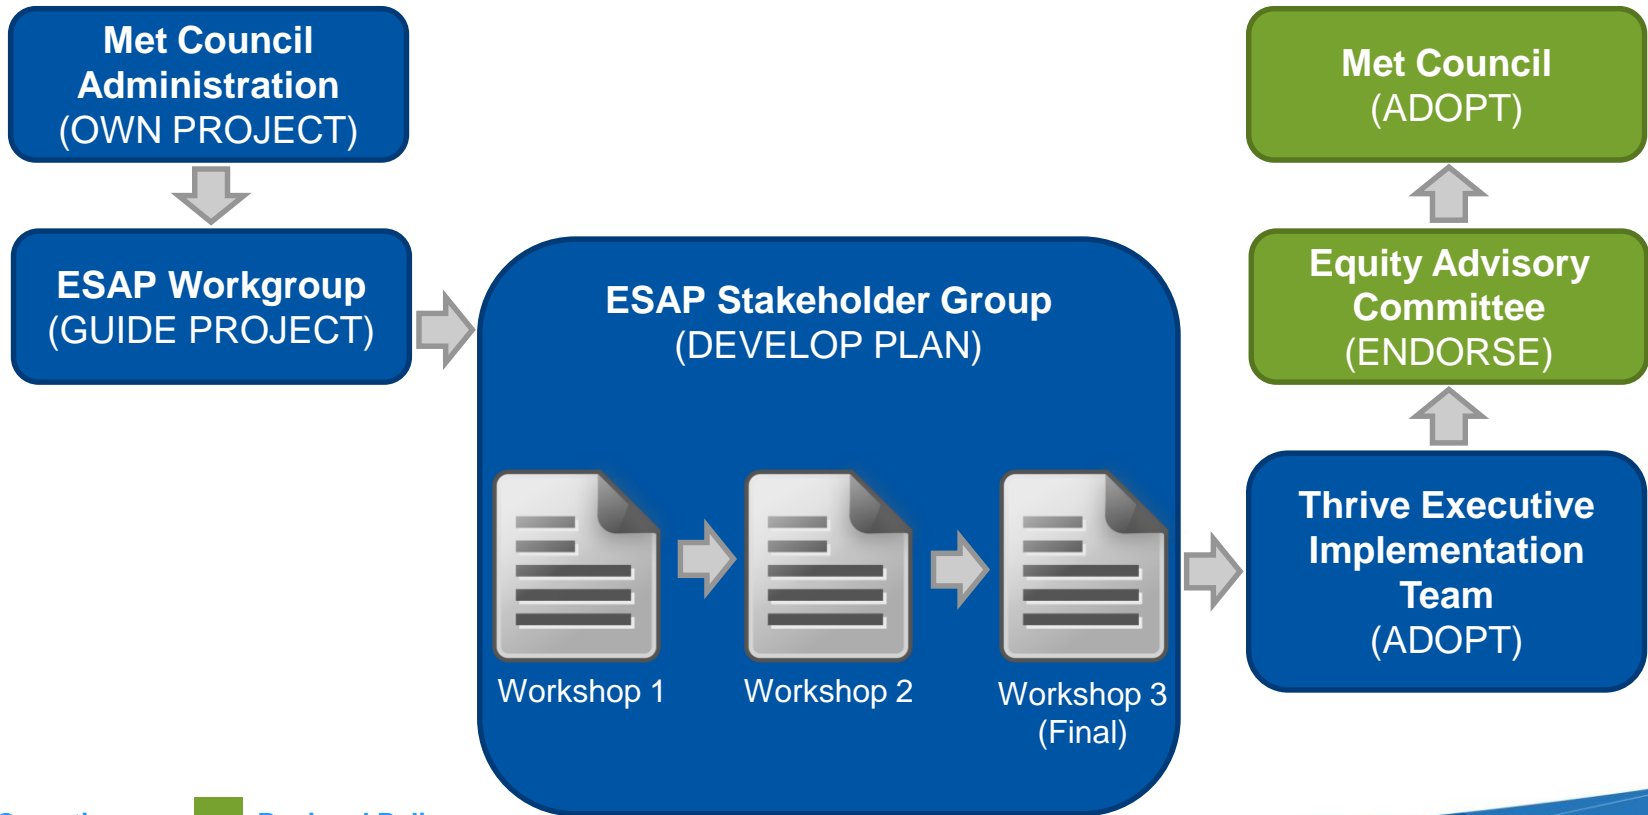 Met Council
Administration
(OWN PROJECT)
ESAP Workgroup
(GUIDE PROJECT)
ESAP Stakeholder Group
(DEVELOP PLAN)
Workshop 1
Workshop 2
Workshop 3
(Final)
Met Council
(ADOPT)
Equity Advisory
Committee
(ENDORSE)
Thrive Executive
Implementation
Team
(ADOPT)